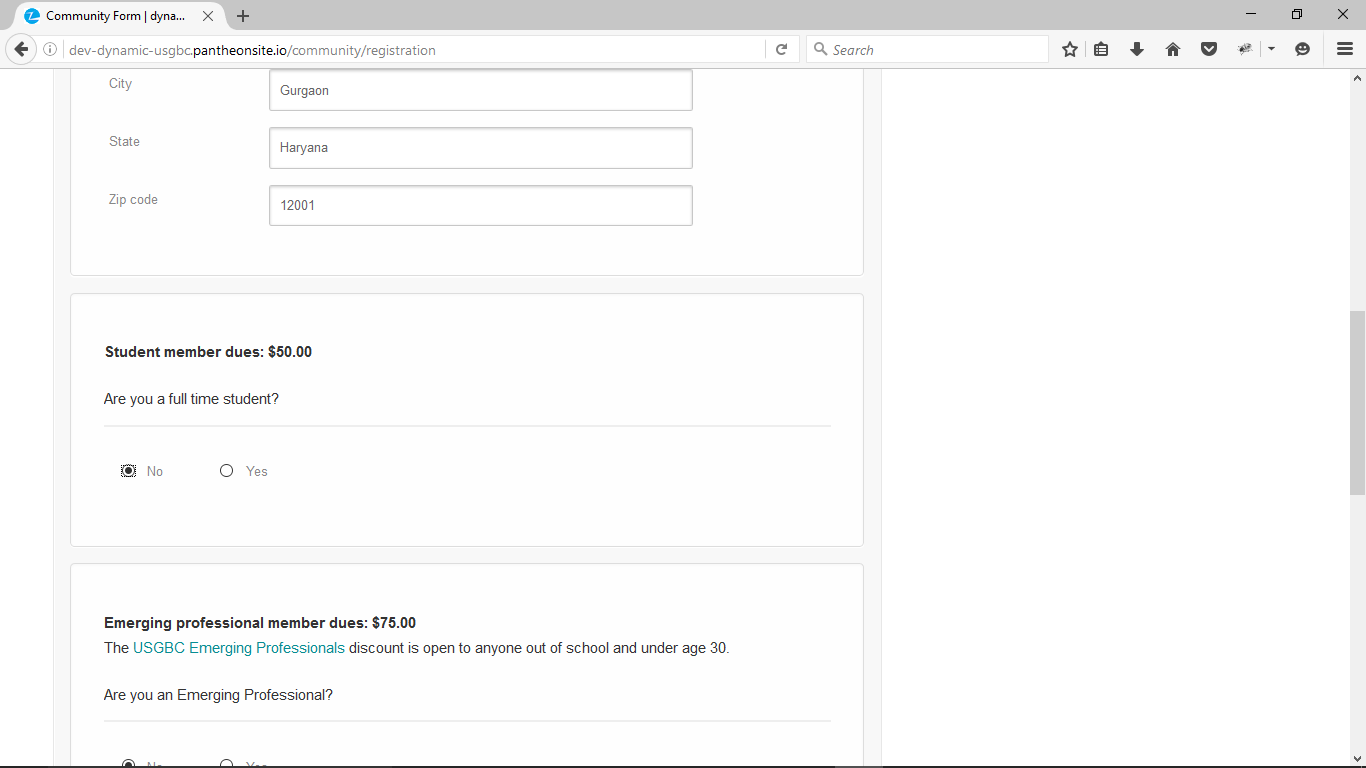 Community Form | dyna...
dev-dynamic-usgbc.pantheonsite.io/community/registration
Search
City
Gurgaon
State
Haryana
Zip code
12001
Student member dues: $50.00
Are you a full time student?
No Yes
Emerging professional member dues: $75.00
The USGBC Emerging Professionals discount is open to anyone out of school and under age 30.
Are you an Emerging Professional?
No Yes